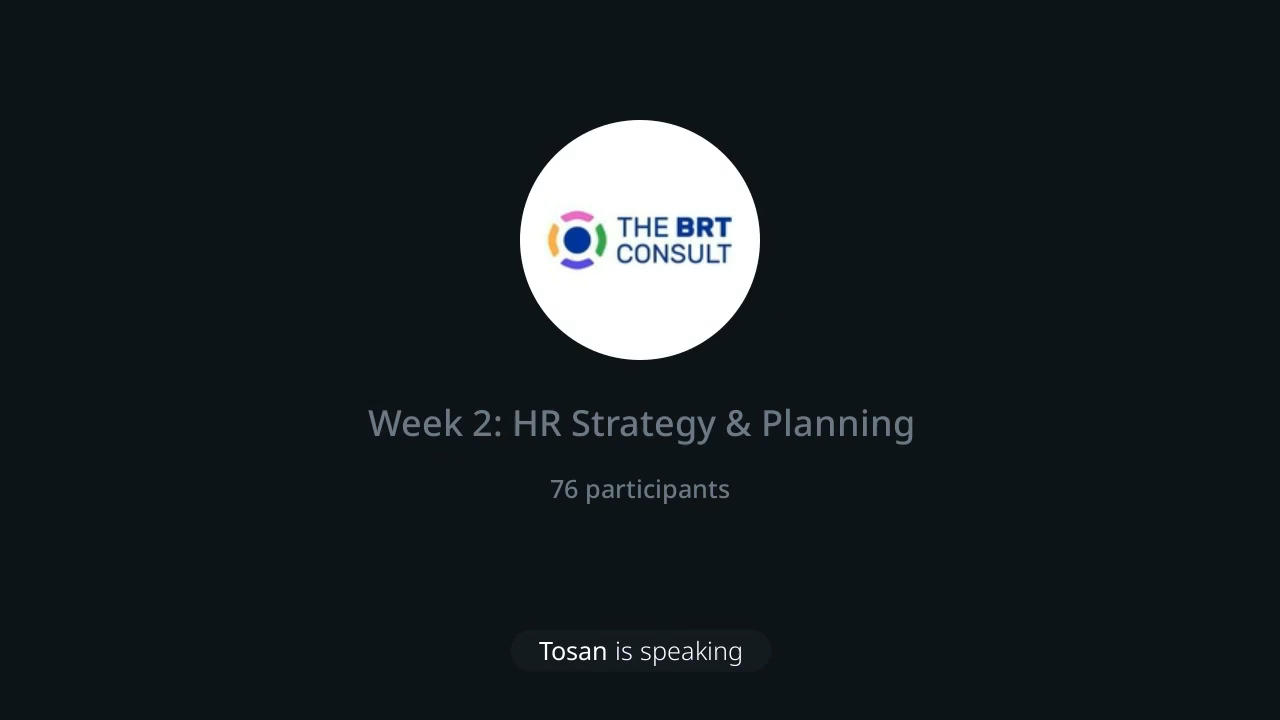 THE BRT
CONSULT
Week 2: HR Strategy & Planning
76 participants
Tosan is speaking